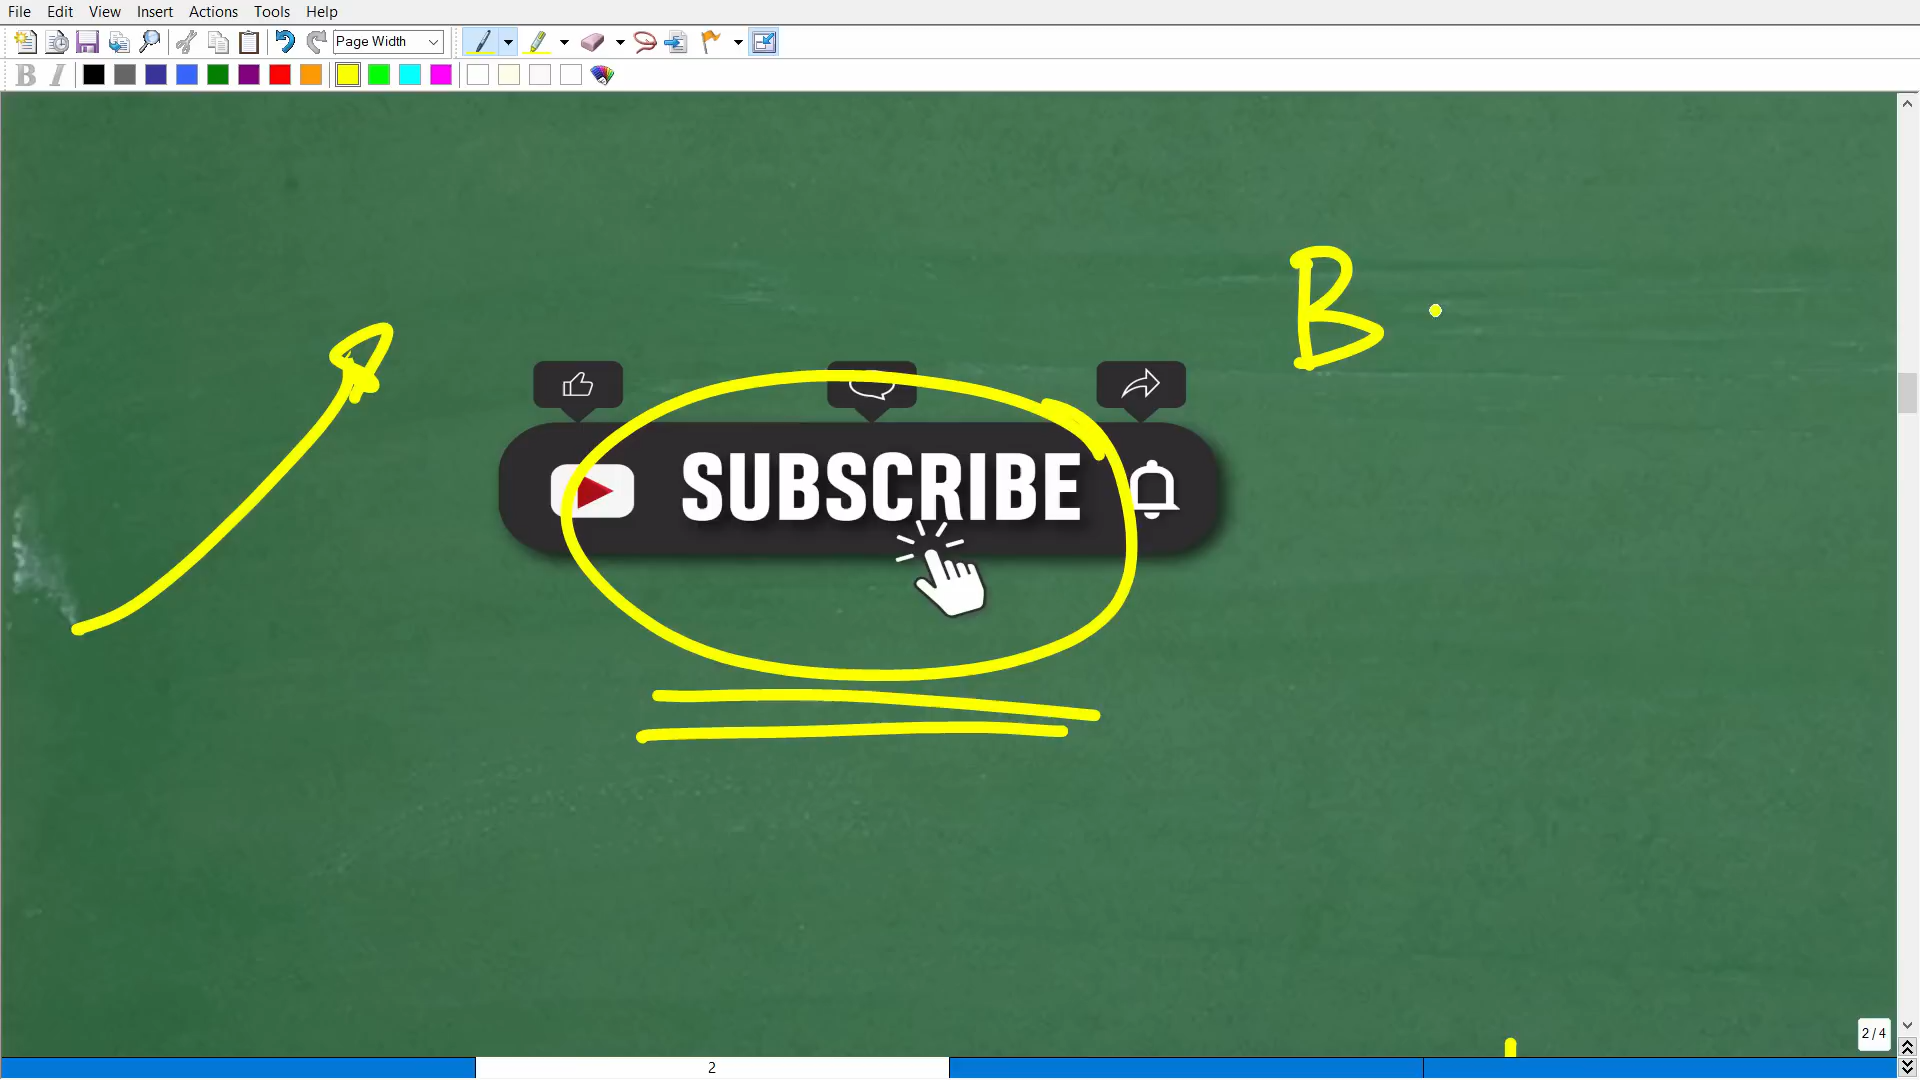 File Edit View Insert Actions Tools Help
Page Width
B I
B
SUBSCRIBE
2 / 4
2